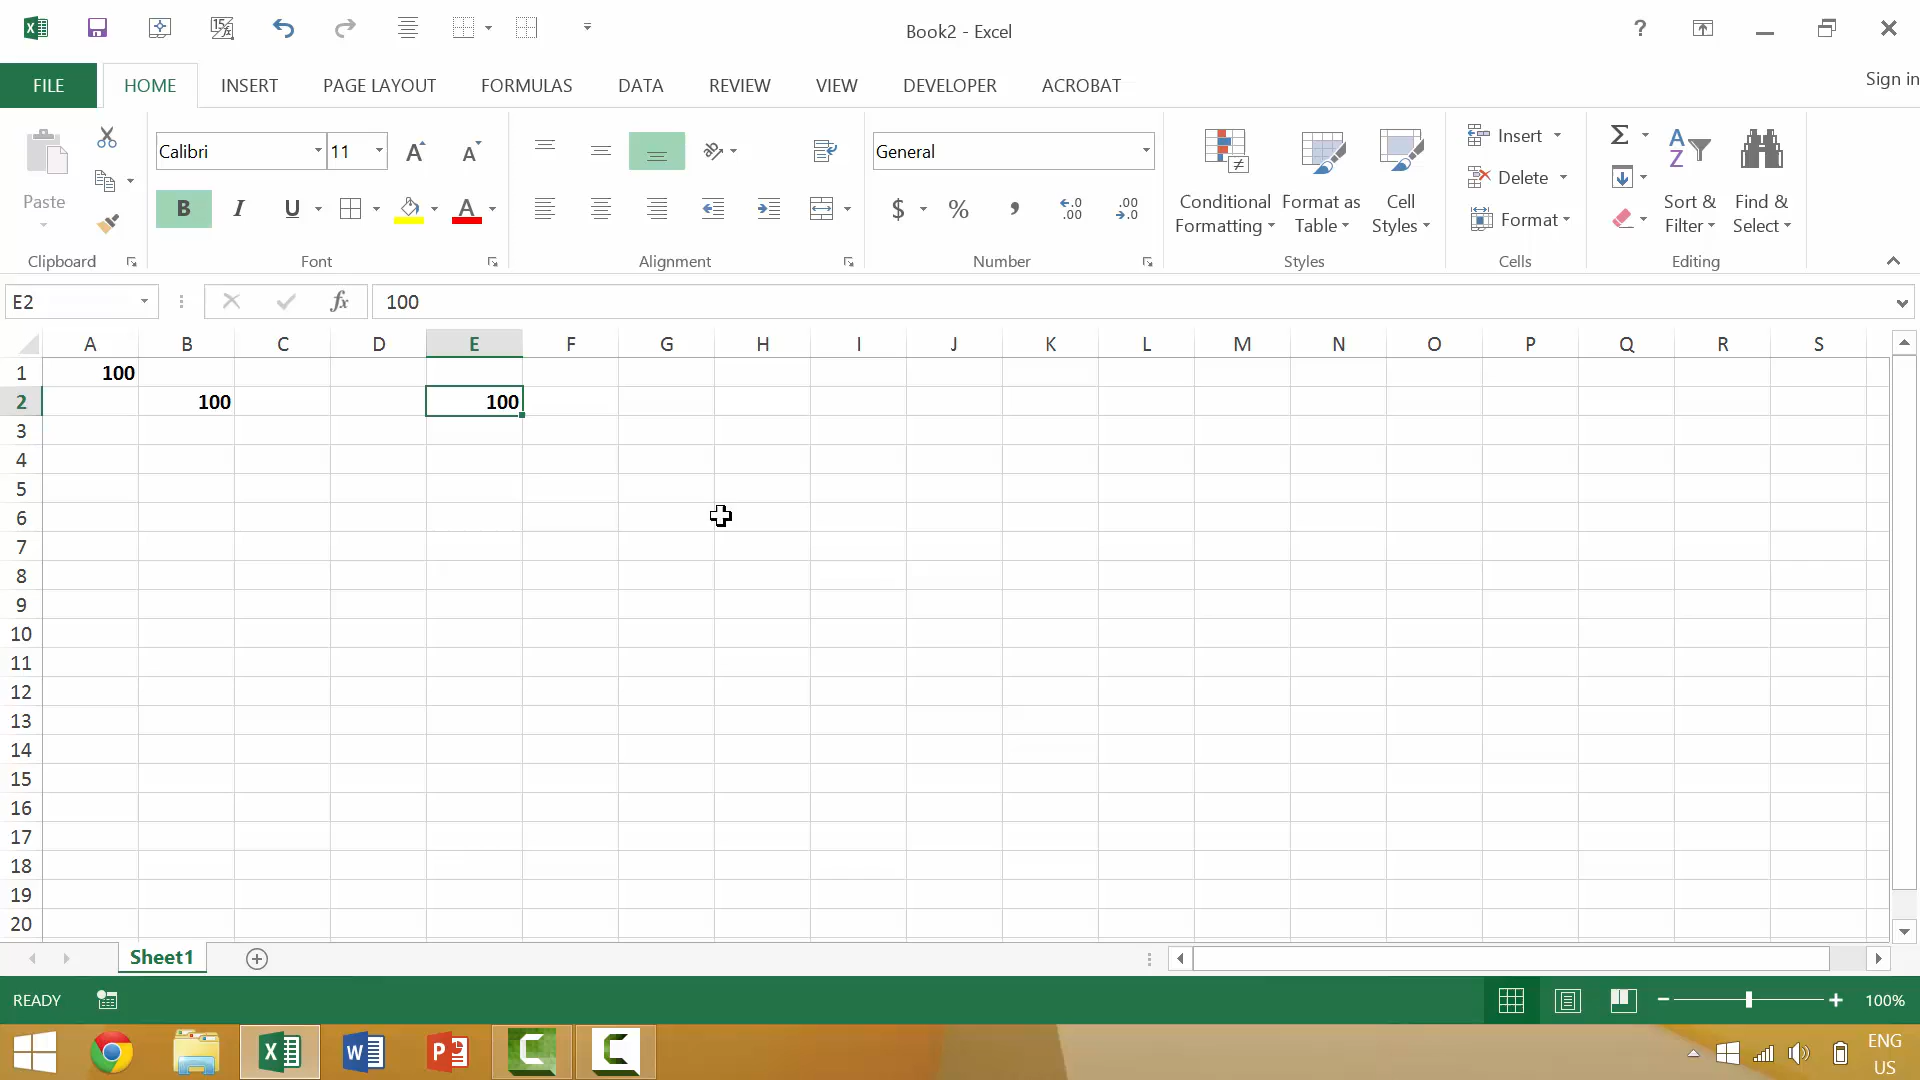 Book2 - Excel
?
Sign in
FILE HOME INSERT PAGE LAYOUT FORMULAS DATA REVIEW VIEW DEVELOPER ACROBAT
Paste
Calibri 11
General
Insert
Delete
Format
B I U A
$ % ,
Conditional Formatting
Format as Table
Cell Styles
Sort & Filter
Find & Select
Clipboard Font Alignment Number Styles Cells Editing
E2 fx 100
A B C D E F G H I J K L M N O P Q R S
1 100
2 100 100
3
4
5
6
7
8
9
10
11
12
13
14
15
16
17
18
19
20
Sheet1
READY 100%
ENG
US